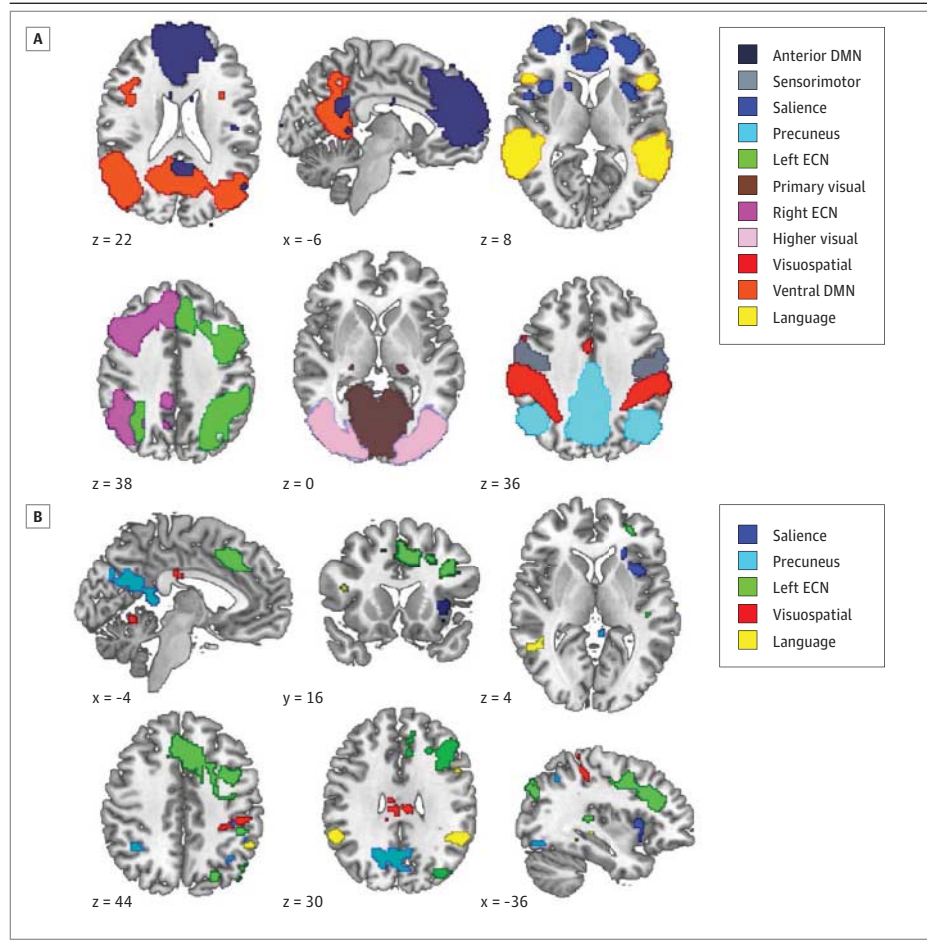 A
z = 22
x = -6
z = 8
Anterior DMN
Sensorimotor
Salience
Precuneus
Left ECN
Primary visual
Right ECN
Higher visual
Visuospatial
Ventral DMN
Language
z = 38
z = 0
z = 36
B
x = -4
y = 16
z = 4
Salience
Precuneus
Left ECN
Visuospatial
Language
z = 44
z = 30
x = -36